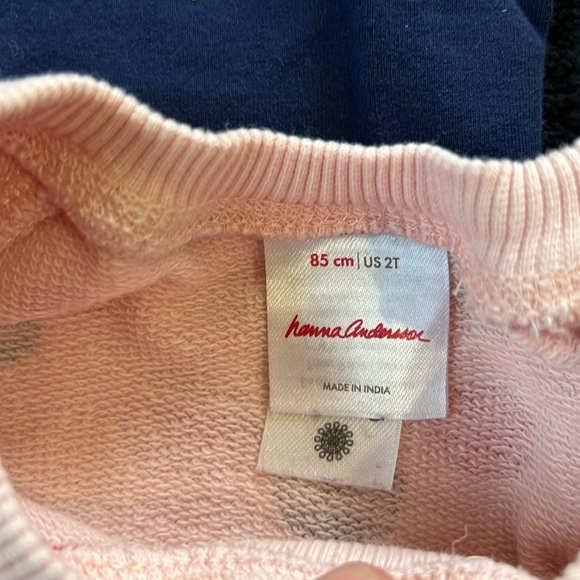 85 cm | US 2T
hanna andersson
MADE IN INDIA